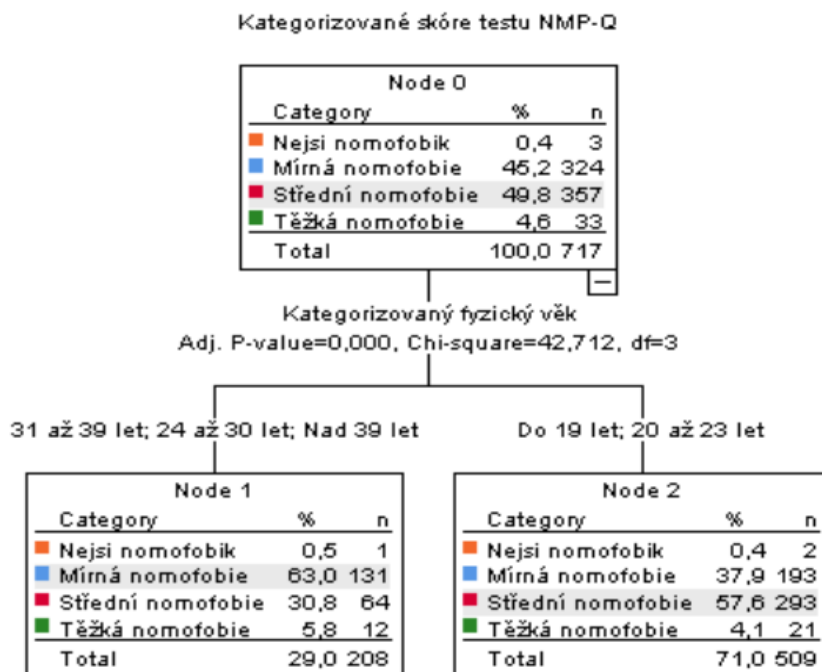 Kategorizované skóre testu NMP-Q
Node 0
Category % n
Nejsi nomofobik 0,4 3
Mírná nomofobie 45,2 324
Střední nomofobie 49,8 357
Těžká nomofobie 4,6 33
Total 100,0 717
Kategorizovaný fyzický věk
Adj. P-value=0,000, Chi-square=42,712, df=3
31 až 39 let; 24 až 30 let; Nad 39 let
Do 19 let; 20 až 23 let
Node 1
Category % n
Nejsi nomofobik 0,5 1
Mírná nomofobie 63,0 131
Střední nomofobie 30,8 64
Těžká nomofobie 5,8 12
Total 29,0 208
Node 2
Category % n
Nejsi nomofobik 0,4 2
Mírná nomofobie 37,9 193
Střední nomofobie 57,6 293
Těžká nomofobie 4,1 21
Total 71,0 509